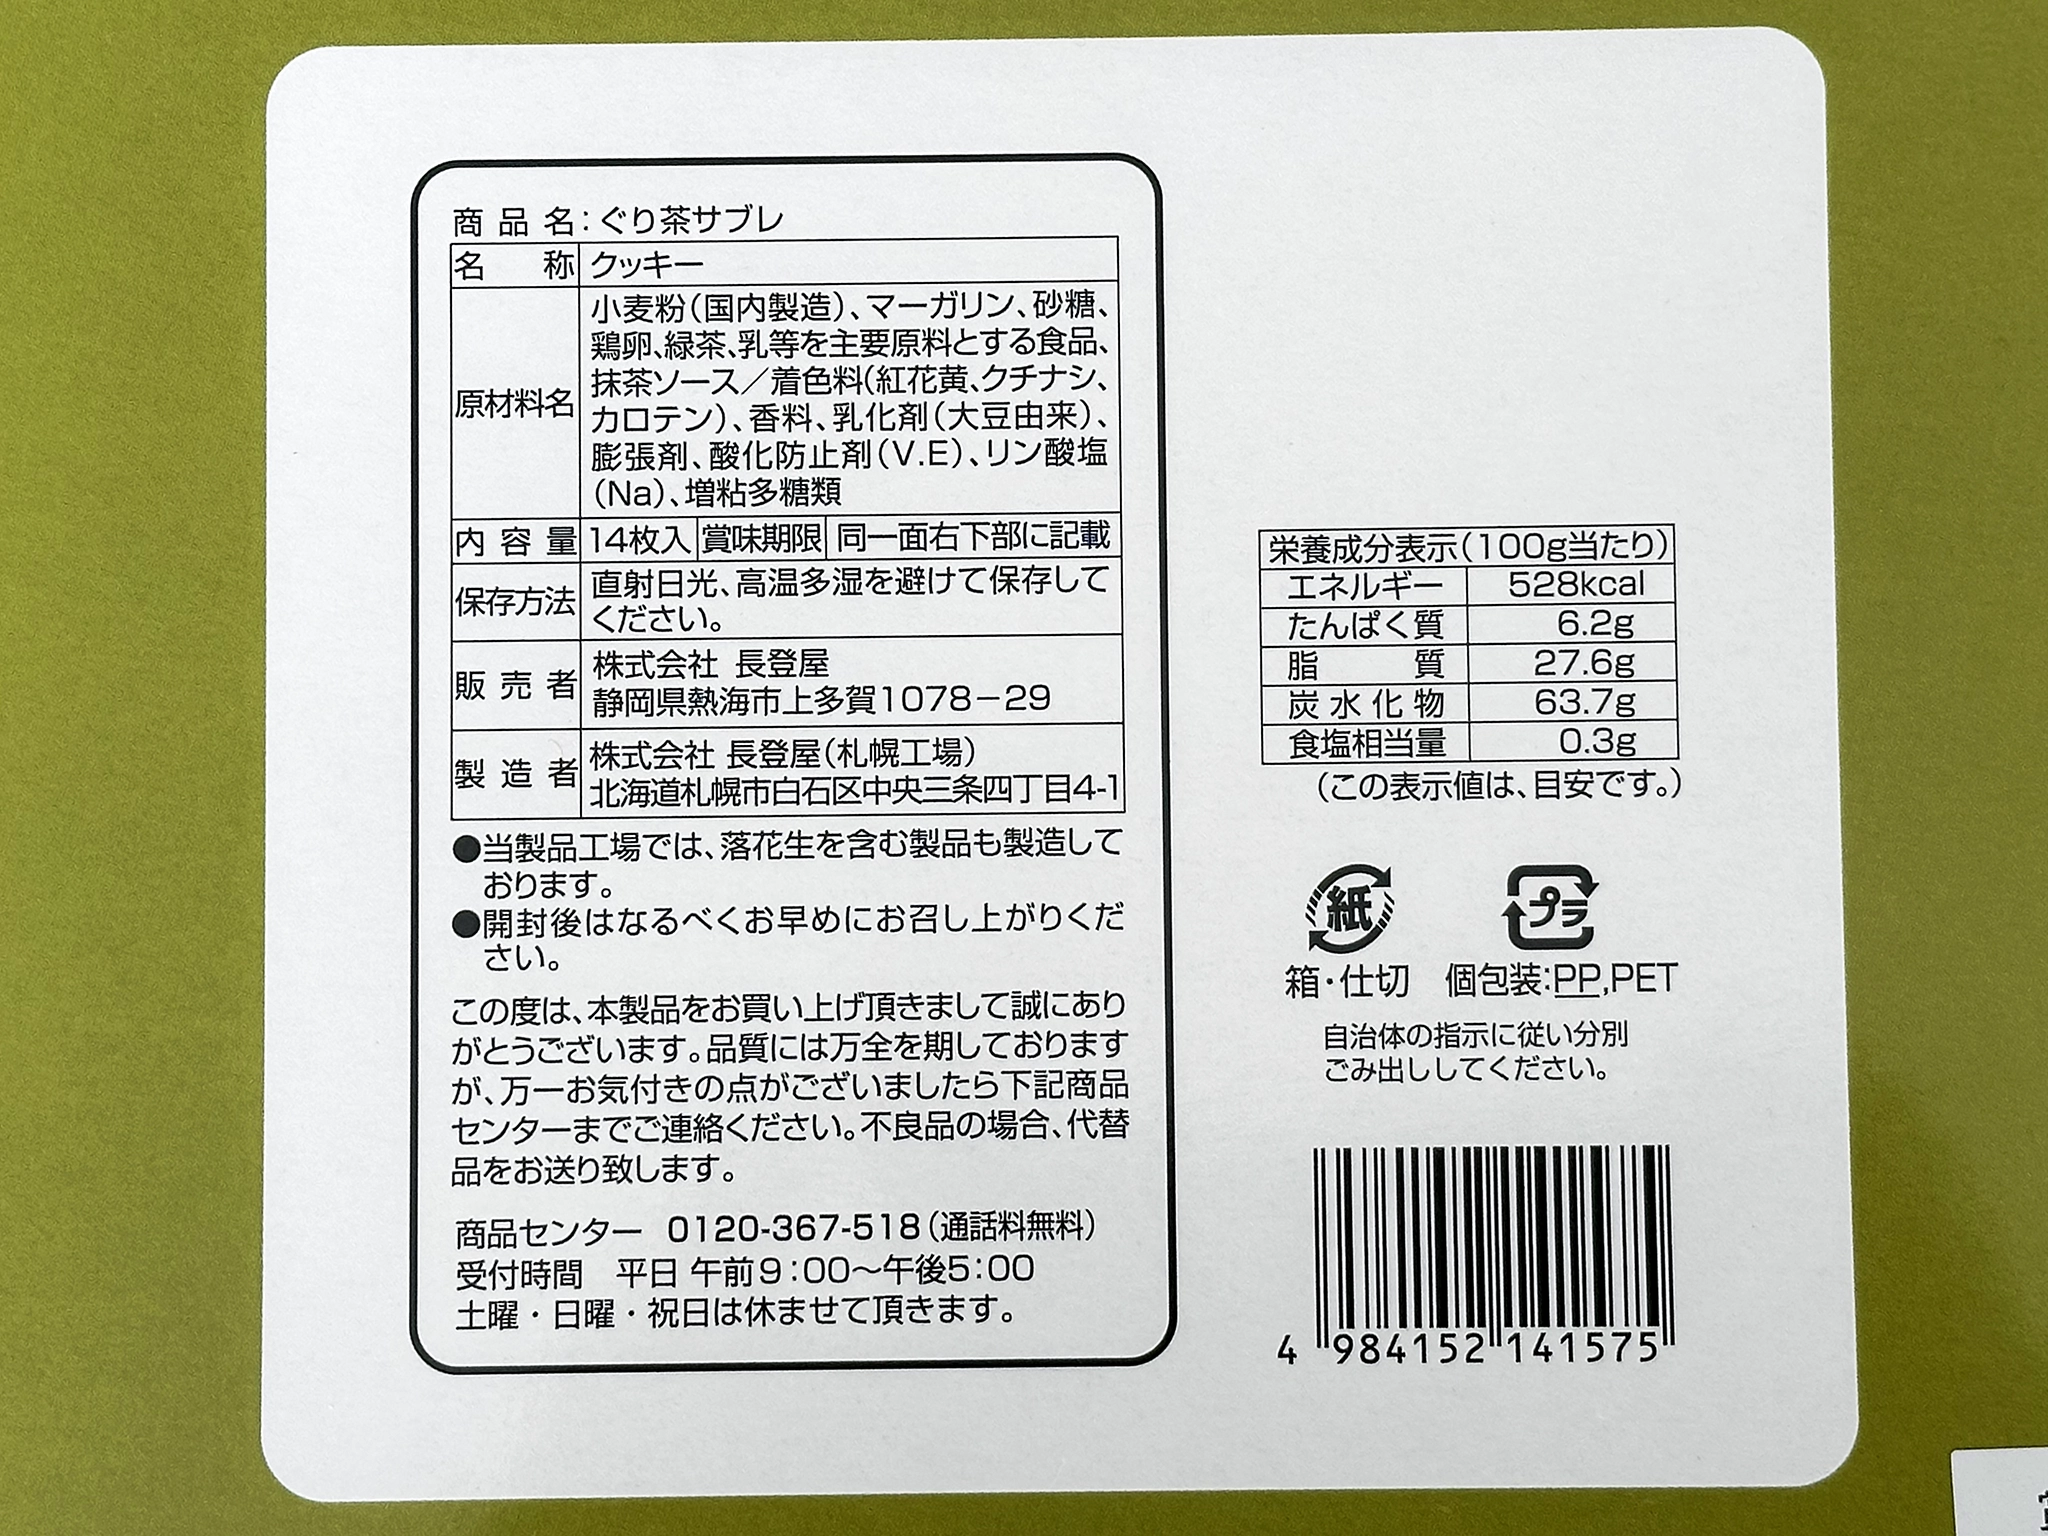 商品名：ぐり茶サブレ
名称 クッキー
原材料名
小麦粉（国内製造）、マーガリン、砂糖、
鶏卵、緑茶、乳等を主要原料とする食品、
抹茶ソース／着色料（紅花黄、クチナシ、
カロテン）、香料、乳化剤（大豆由来）、
膨張剤、酸化防止剤（V.E）、リン酸塩
（Na）、増粘多糖類
内容量 14枚入 賞味期限 同一面右下部に記載
保存方法
直射日光、高温多湿を避けて保存して
ください。
販売者
株式会社 長登屋
静岡県熱海市上多賀1078－29
製造者
株式会社 長登屋（札幌工場）
北海道札幌市白石区中央三条四丁目4-1
●当製品工場では、落花生を含む製品も製造して
おります。
●開封後はなるべくお早めにお召し上がりくだ
さい。
この度は、本製品をお買い上げ頂きまして誠にあり
がとうございます。品質には万全を期しております
が、万一お気付きの点がございましたら下記商品
センターまでご連絡ください。不良品の場合、代替
品をお送り致します。
商品センター 0120-367-518（通話料無料）
受付時間 平日 午前9：00～午後5：00
土曜・日曜・祝日は休ませて頂きます。
栄養成分表示（100g当たり）
エネルギー 528kcal
たんぱく質 6.2g
脂質 27.6g
炭水化物 63.7g
食塩相当量 0.3g
（この表示値は、目安です。）
紙 プラ
箱・仕切 個包装:PP,PET
自治体の指示に従い分別
ごみ出ししてください。
4 984152 141575